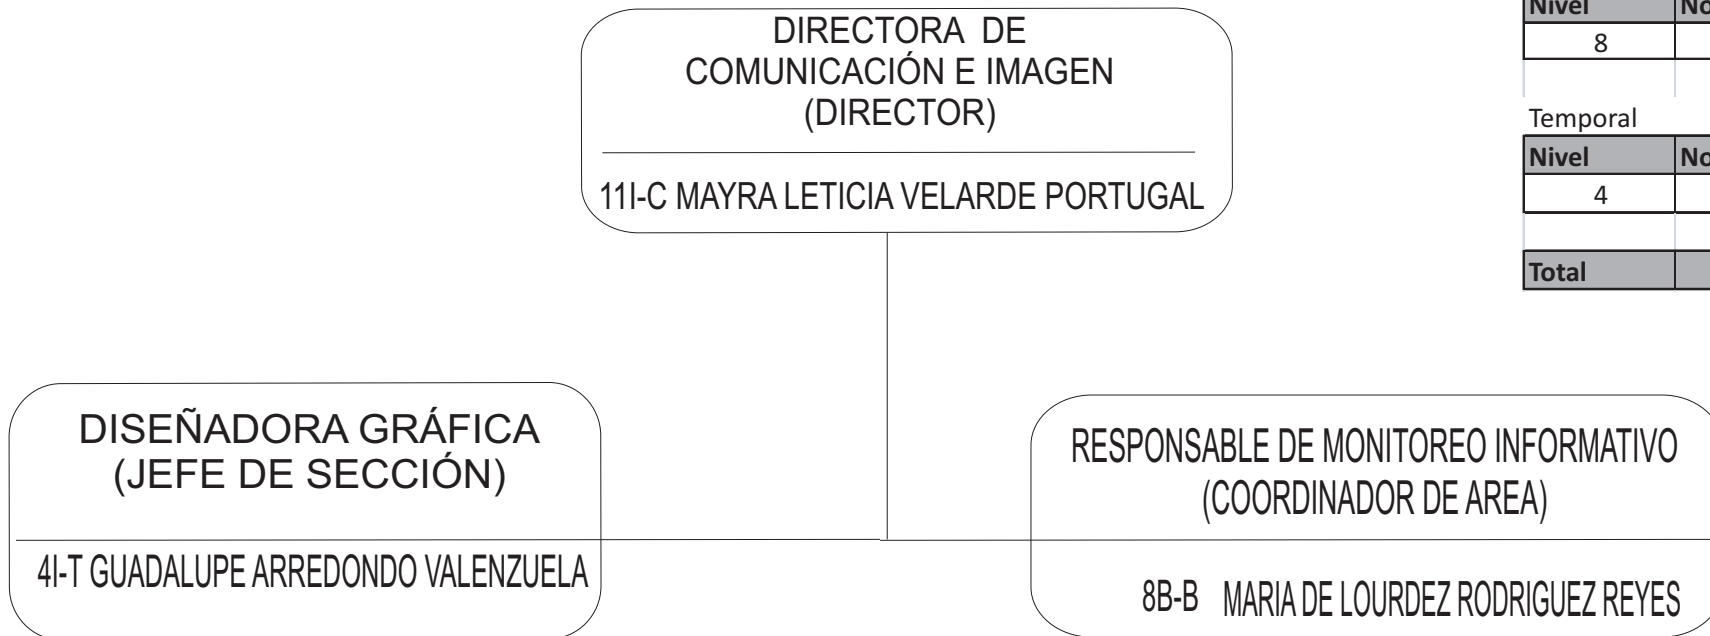 DIRECTORA DE
COMUNICACIÓN E IMAGEN
(DIRECTOR)
11I-C MAYRA LETICIA VELARDE PORTUGAL
Nivel
8
Temporal
Nivel
4
Total
DISEÑADORA GRÁFICA
(JEFE DE SECCIÓN)
4I-T GUADALUPE ARREDONDO VALENZUELA
RESPONSABLE DE MONITOREO INFORMATIVO
(COORDINADOR DE AREA)
8B-B MARIA DE LOURDEZ RODRIGUEZ REYES